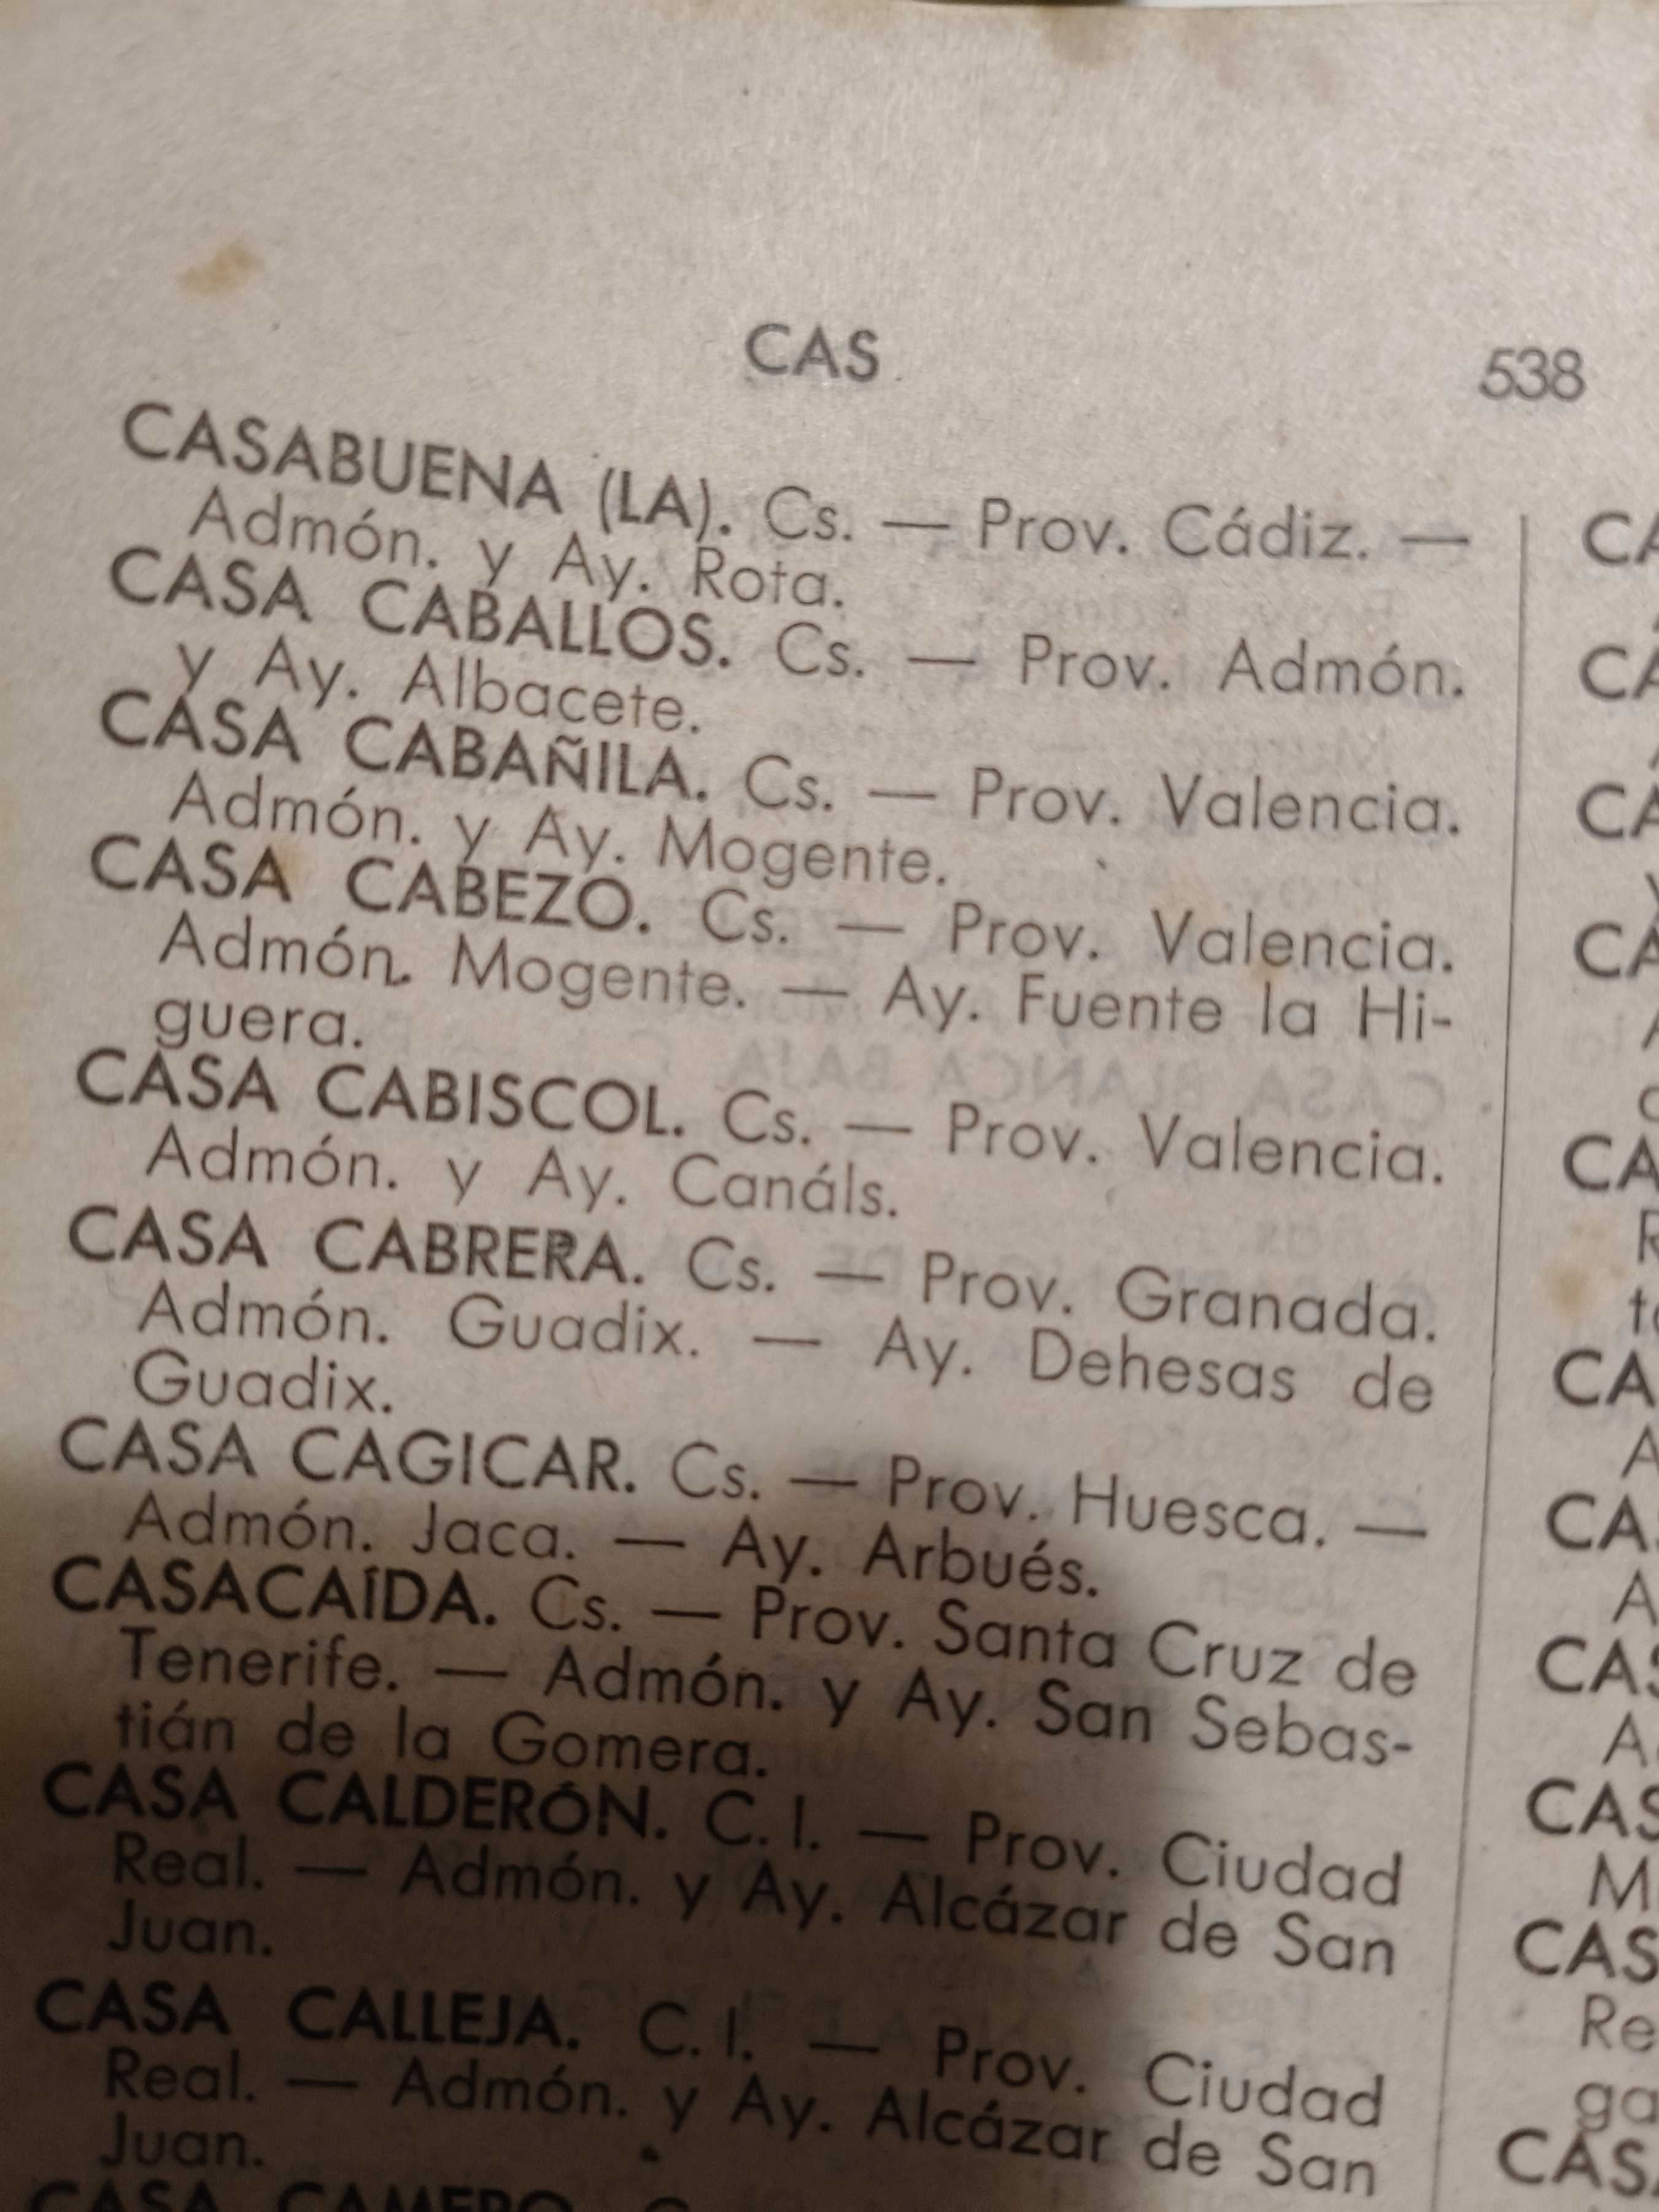 CAS
538
CASABUENA (LA). Cs. — Prov. Cádiz. —
Admón. y Ay. Rota.
CASA CABALLOS. Cs. — Prov. Admón.
y Ay. Albacete.
CASA CABAÑILA. Cs. — Prov. Valencia.
Admón. y Ay. Mogente.
CASA CABEZO. Cs. — Prov. Valencia.
Admón. Mogente. — Ay. Fuente la Hi-
guera.
CASA CABISCOL. Cs. — Prov. Valencia.
Admón. y Ay. Canáls.
CASA CABRERA. Cs. — Prov. Granada.
Admón. Guadix. — Ay. Dehesas de
Guadix.
CASA CAGICAR. Cs. — Prov. Huesca. —
Admón. Jaca. — Ay. Arbués.
CASACAÍDA. Cs. — Prov. Santa Cruz de
Tenerife. — Admón. y Ay. San Sebas-
tián de la Gomera.
CASA CALDERÓN. C. I. — Prov. Ciudad
Real. — Admón. y Ay. Alcázar de San
Juan.
CASA CALLEJA. C. I. — Prov. Ciudad
Real. — Admón. y Ay. Alcázar de San
Juan.
CASA CAMERO.